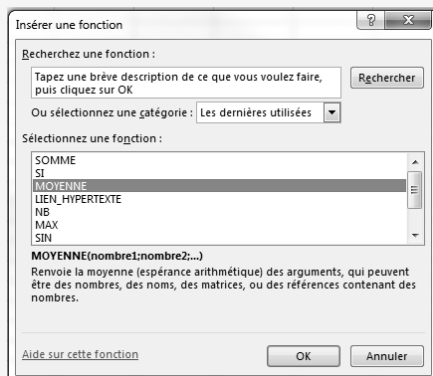 Insérer une fonction
Recherchez une fonction :
Tapez une brève description de ce que vous voulez faire,
puis cliquez sur OK
Rechercher
Ou sélectionnez une catégorie : Les dernières utilisées
Sélectionnez une fonction :
SOMME
SI
MOYENNE
LIEN_HYPERTEXTE
NB
MAX
SIN
MOYENNE(nombre1;nombre2;...)
Renvoie la moyenne (espérance arithmétique) des arguments, qui peuvent
être des nombres, des noms, des matrices, ou des références contenant des
nombres.
Aide sur cette fonction
OK
Annuler